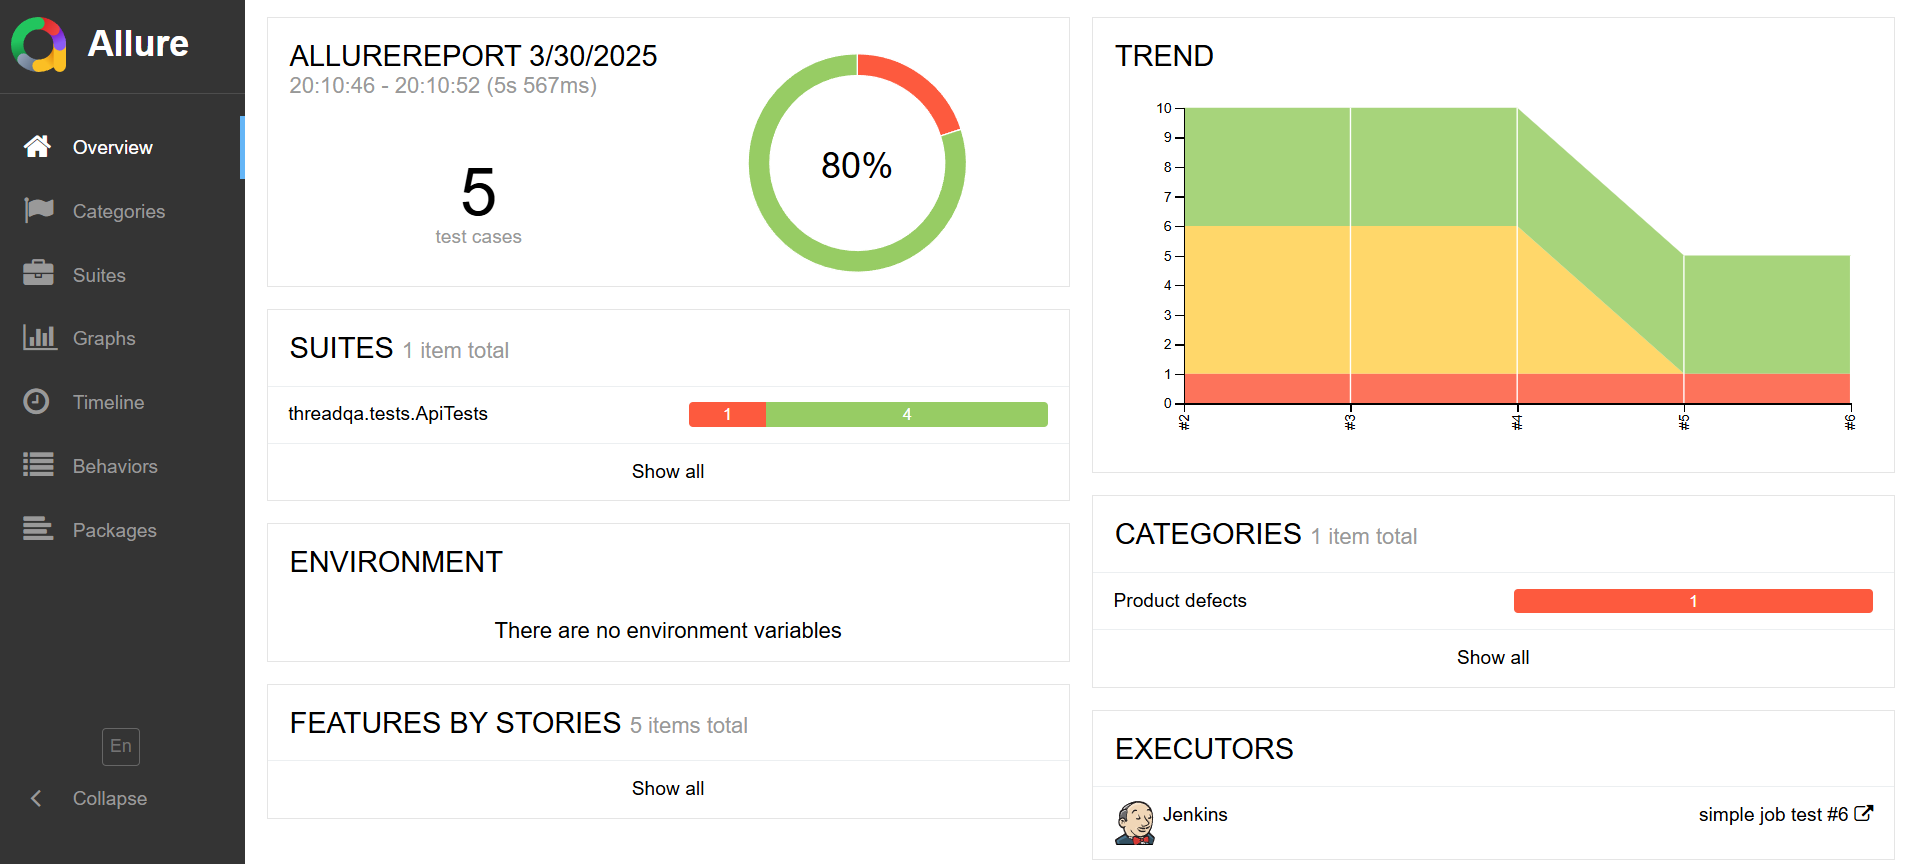 Allure
Overview
Categories
Suites
Graphs
Timeline
Behaviors
Packages
En
Collapse
ALLUREREPORT 3/30/2025
20:10:46 - 20:10:52 (5s 567ms)
5
test cases
80%
SUITES 1 item total
threadqa.tests.ApiTests 1 4
Show all
ENVIRONMENT
There are no environment variables
FEATURES BY STORIES 5 items total
Show all
TREND
10
9
8
7
6
5
4
3
2
1
0
#2 #3 #4 #5 #6
CATEGORIES 1 item total
Product defects 1
Show all
EXECUTORS
Jenkins simple job test #6